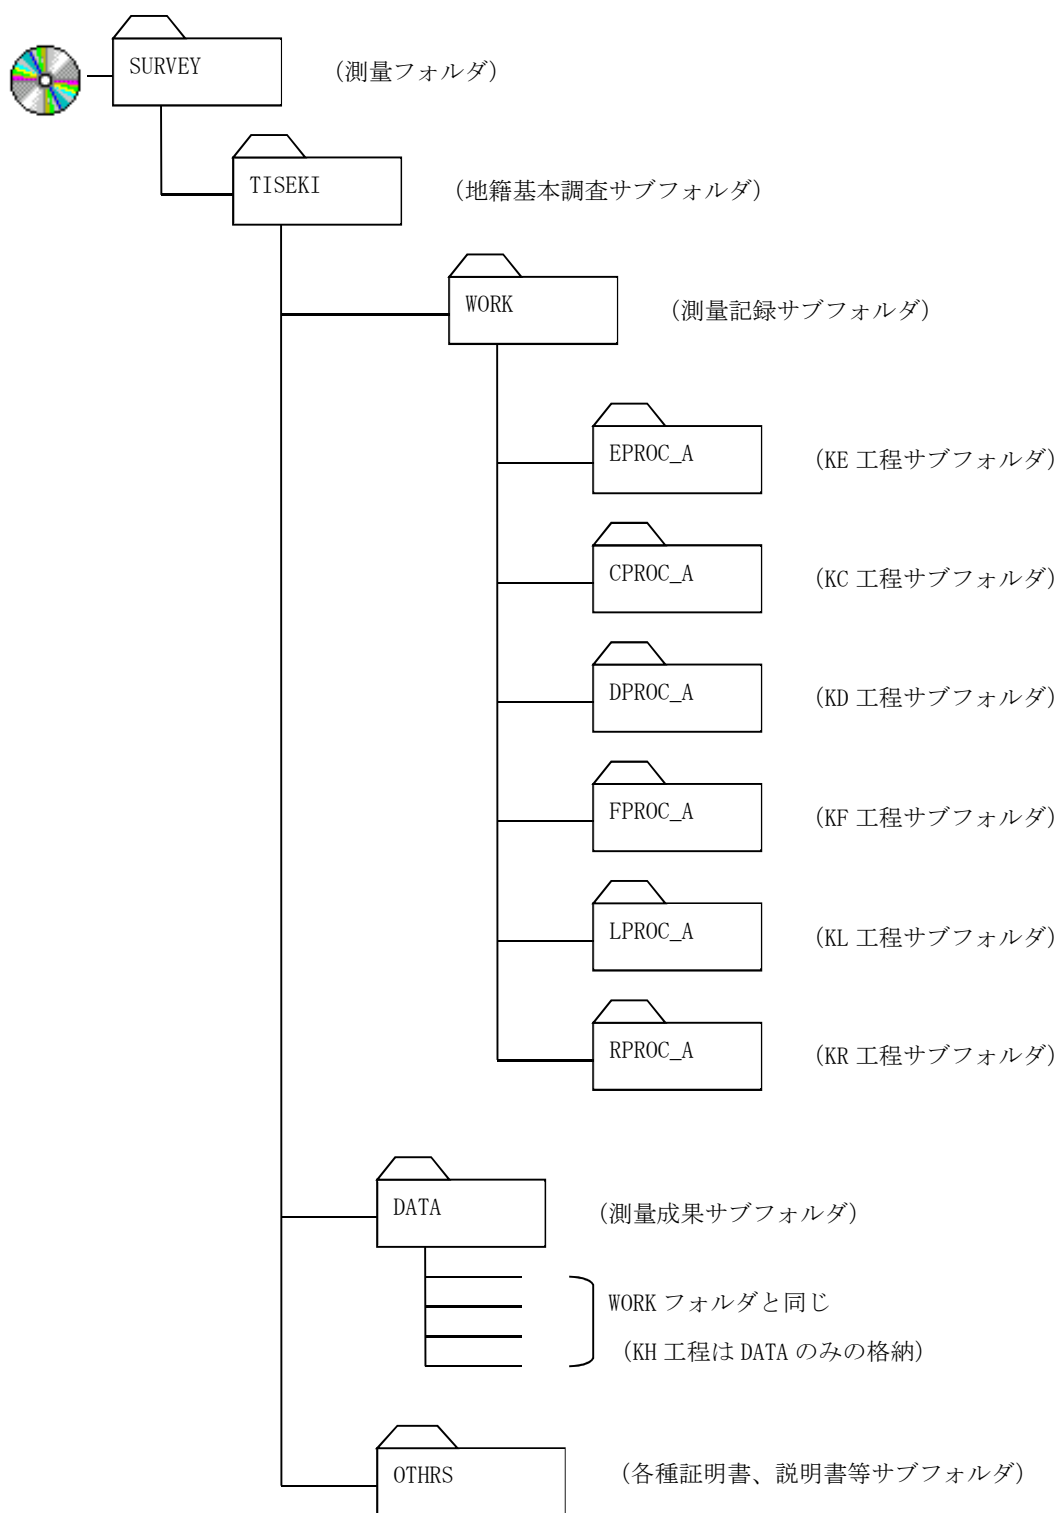 SURVEY (測量フォルダ)
TISEKI (地籍基本調査サブフォルダ)
WORK (測量記録サブフォルダ)
EPROC_A (KE 工程サブフォルダ)
CPROC_A (KC 工程サブフォルダ)
DPROC_A (KD 工程サブフォルダ)
FPROC_A (KF 工程サブフォルダ)
LPROC_A (KL 工程サブフォルダ)
RPROC_A (KR 工程サブフォルダ)
DATA (測量成果サブフォルダ)
WORK フォルダと同じ
(KH 工程は DATA のみの格納)
OTHRS (各種証明書、説明書等サブフォルダ)